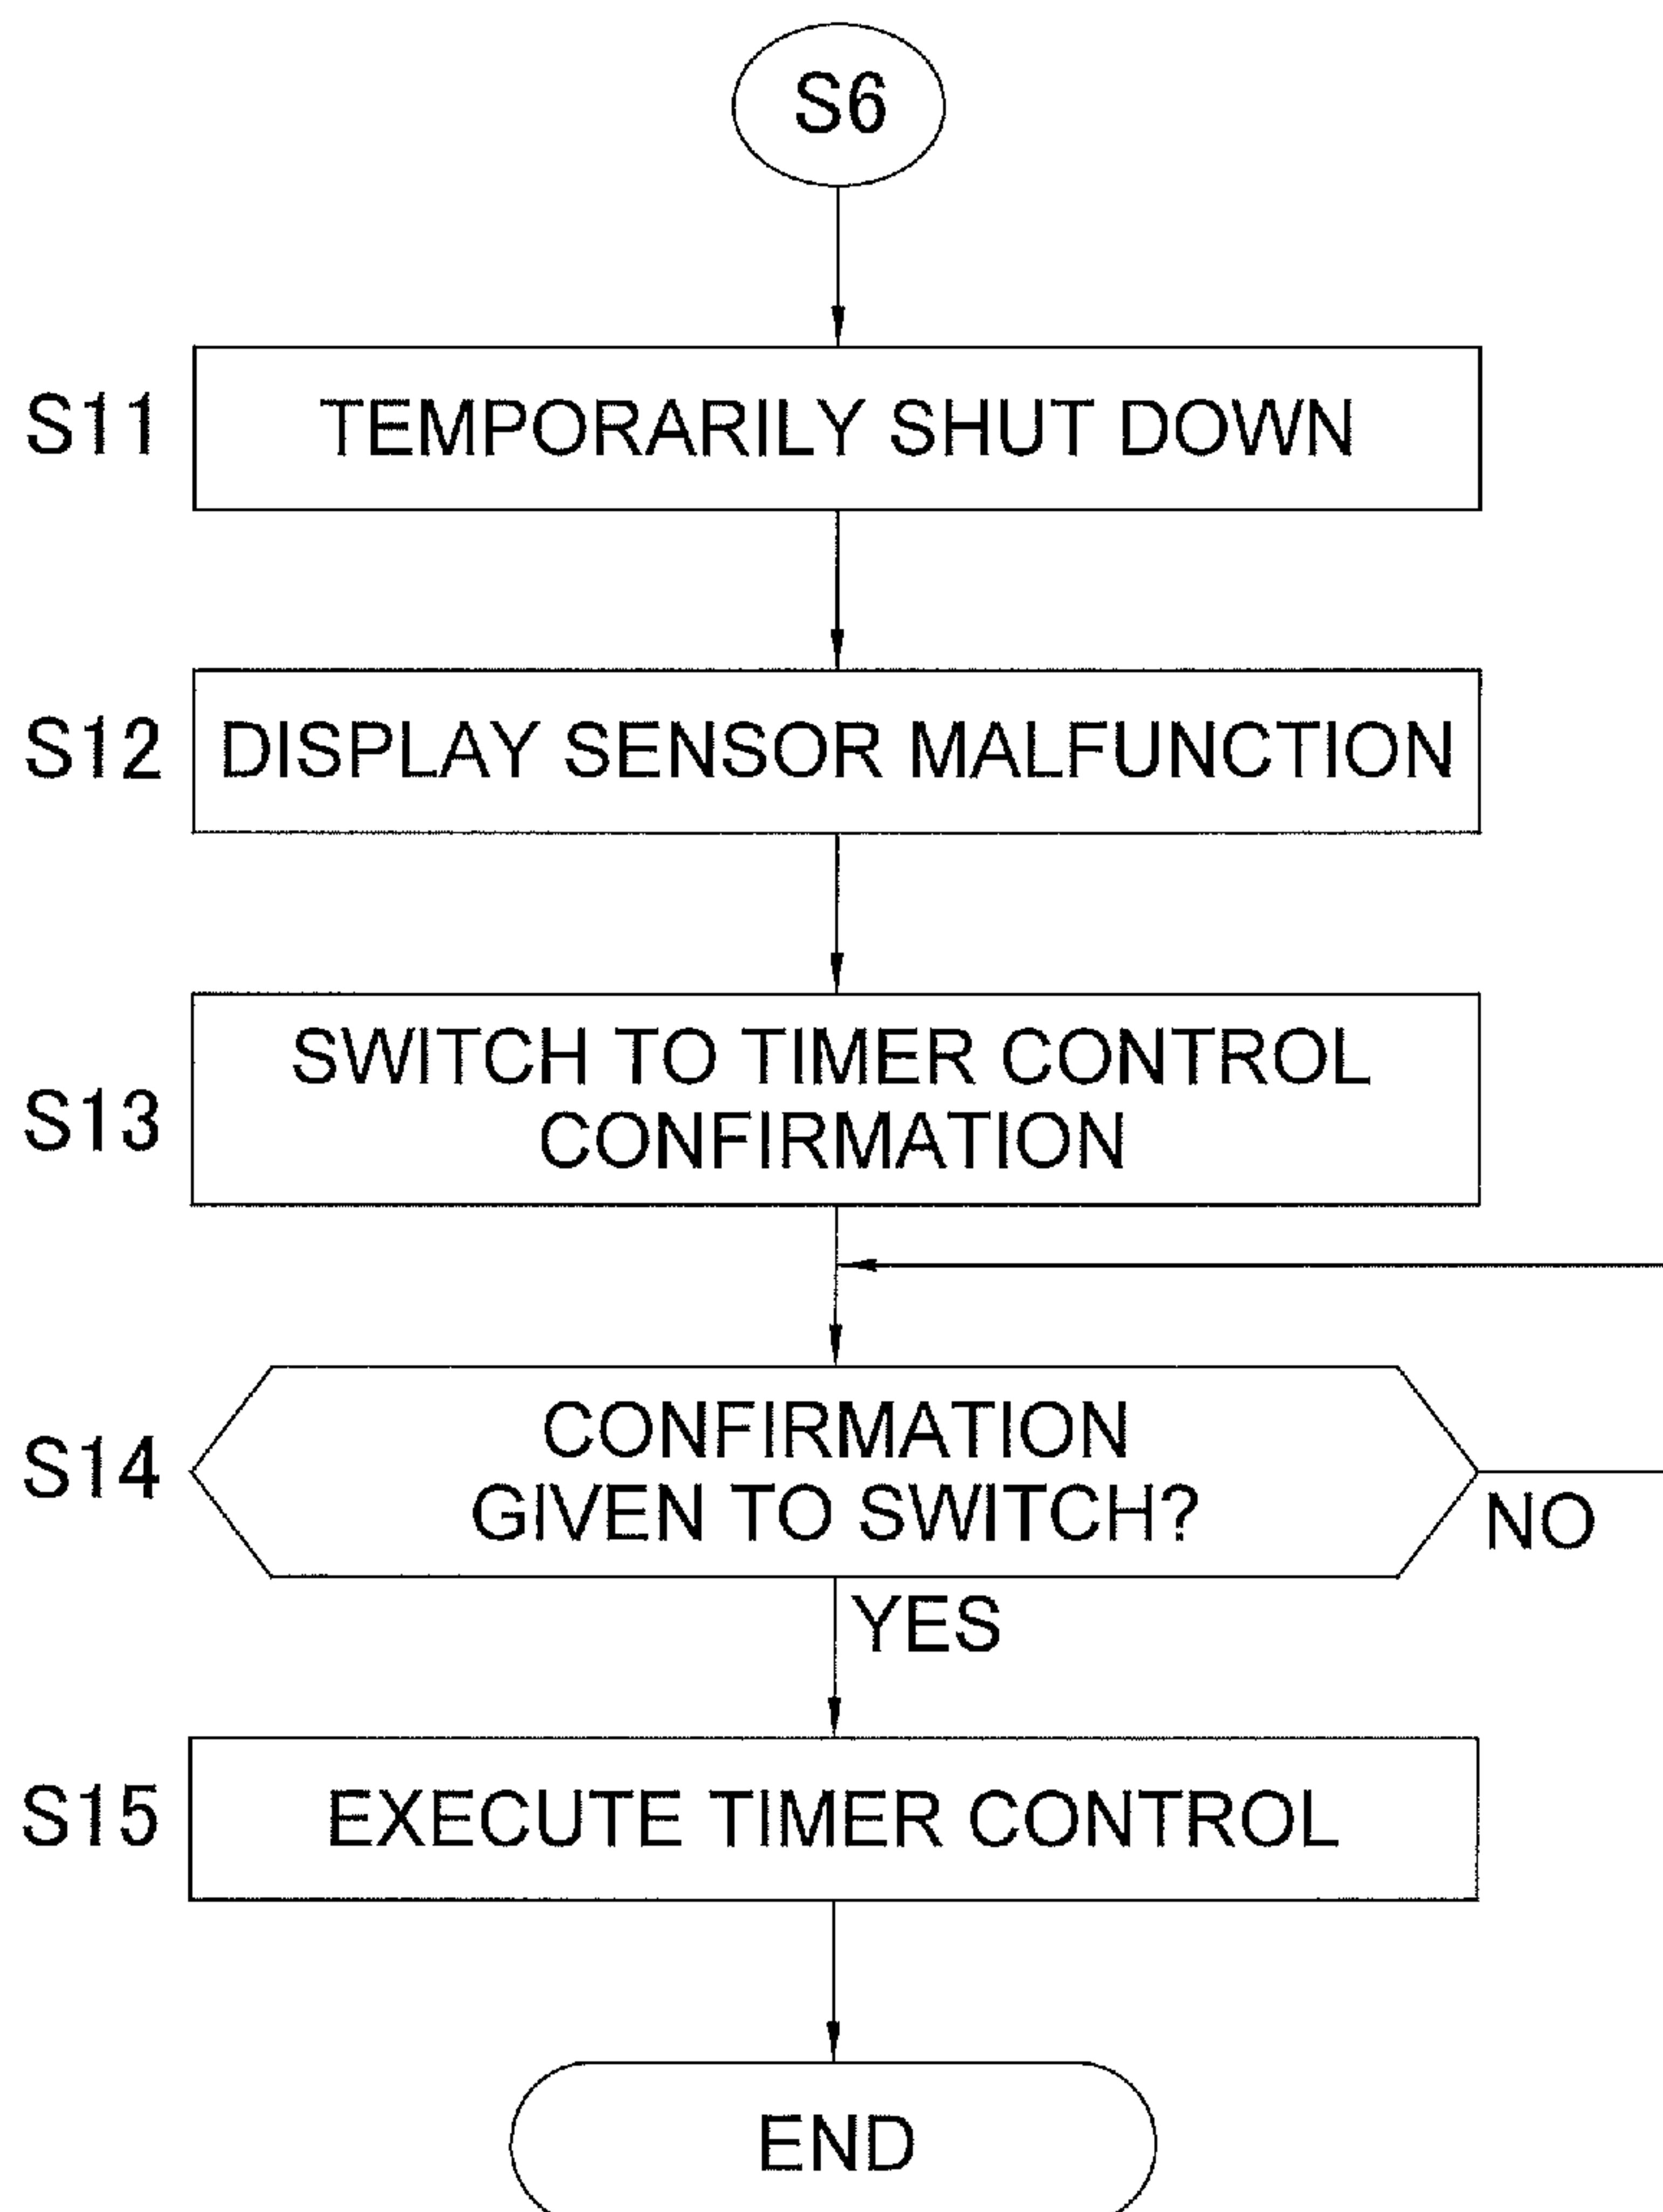 S6
S11 TEMPORARILY SHUT DOWN
S12 DISPLAY SENSOR MALFUNCTION
S13 SWITCH TO TIMER CONTROL
CONFIRMATION
S14 CONFIRMATION
GIVEN TO SWITCH?
NO
YES
S15 EXECUTE TIMER CONTROL
END